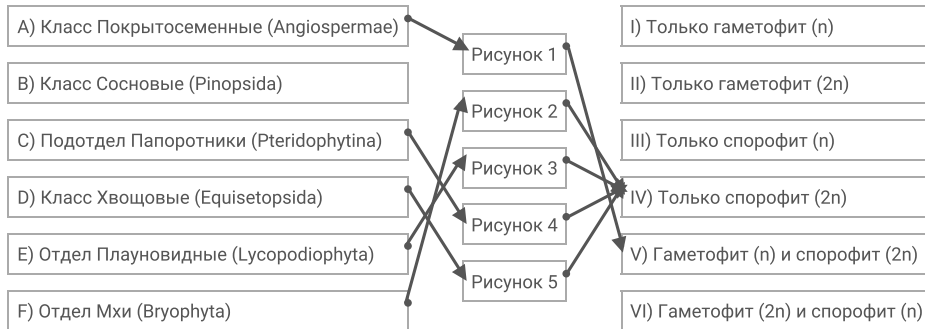 A) Класс Покрытосеменные (Angiospermae)
B) Класс Сосновые (Pinopsida)
C) Подотдел Папоротники (Pteridophytina)
D) Класс Хвощовые (Equisetopsida)
E) Отдел Плауновидные (Lycopodiophyta)
F) Отдел Мхи (Bryophyta)
Рисунок 1
Рисунок 2
Рисунок 3
Рисунок 4
Рисунок 5
I) Только гаметофит (n)
II) Только гаметофит (2n)
III) Только спорофит (n)
IV) Только спорофит (2n)
V) Гаметофит (n) и спорофит (2n)
VI) Гаметофит (2n) и спорофит (n)